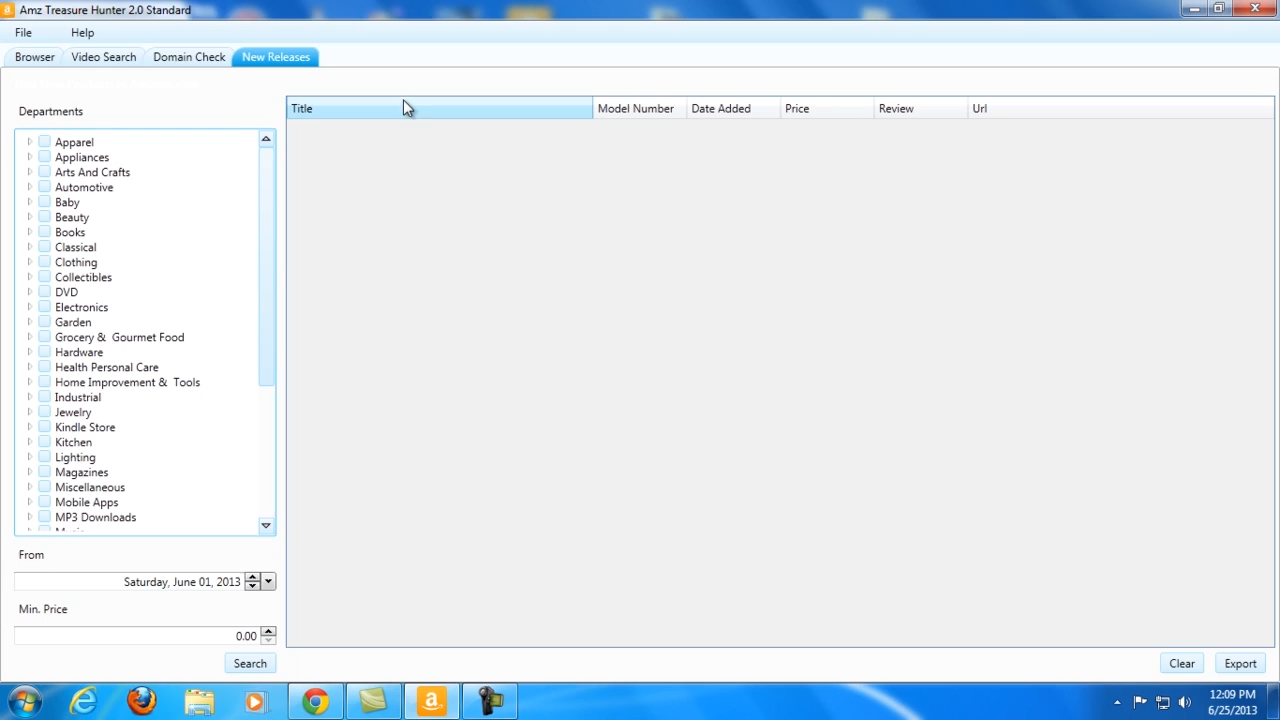 Amz Treasure Hunter 2.0 Standard
File Help
Browser Video Search Domain Check New Releases
Departments
Title Model Number Date Added Price Review Url
Apparel
Appliances
Arts And Crafts
Automotive
Baby
Beauty
Books
Classical
Clothing
Collectibles
DVD
Electronics
Garden
Grocery & Gourmet Food
Hardware
Health Personal Care
Home Improvement & Tools
Industrial
Jewelry
Kindle Store
Kitchen
Lighting
Magazines
Miscellaneous
Mobile Apps
MP3 Downloads
From
Saturday, June 01, 2013
Min. Price
0.00
Search Clear Export
12:09 PM
6/25/2013